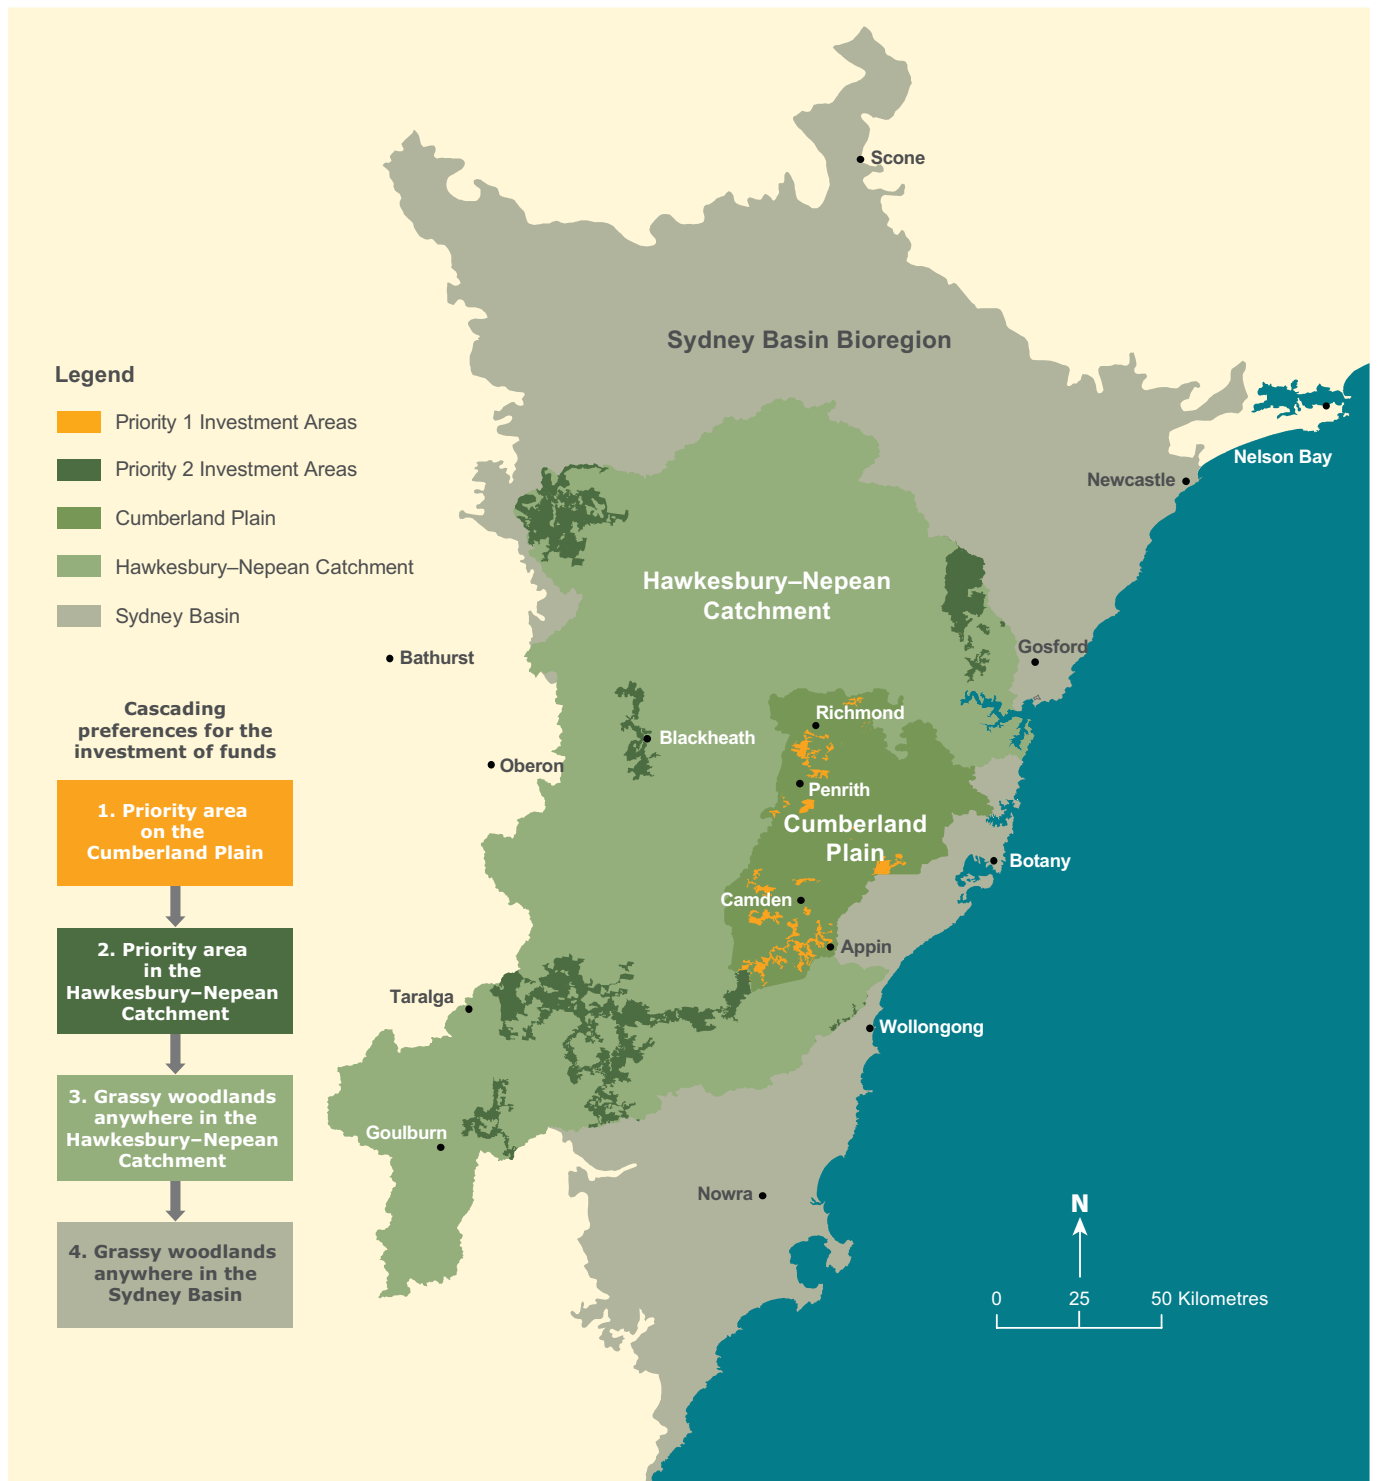 Scone
Sydney Basin Bioregion
Legend
Priority 1 Investment Areas
Priority 2 Investment Areas
Cumberland Plain
Hawkesbury–Nepean Catchment
Sydney Basin
Nelson Bay
Newcastle
Hawkesbury–Nepean
Catchment
Gosford
Bathurst
Cascading
preferences for the
investment of funds
Richmond
Blackheath
Oberon
Penrith
1. Priority area
on the
Cumberland Plain
Cumberland
Plain
Botany
Camden
Appin
2. Priority area
in the
Hawkesbury–Nepean
Catchment
Taralga
Wollongong
3. Grassy woodlands
anywhere in the
Hawkesbury–Nepean
Catchment
Goulburn
Nowra
N
4. Grassy woodlands
anywhere in the
Sydney Basin
0 25 50 Kilometres